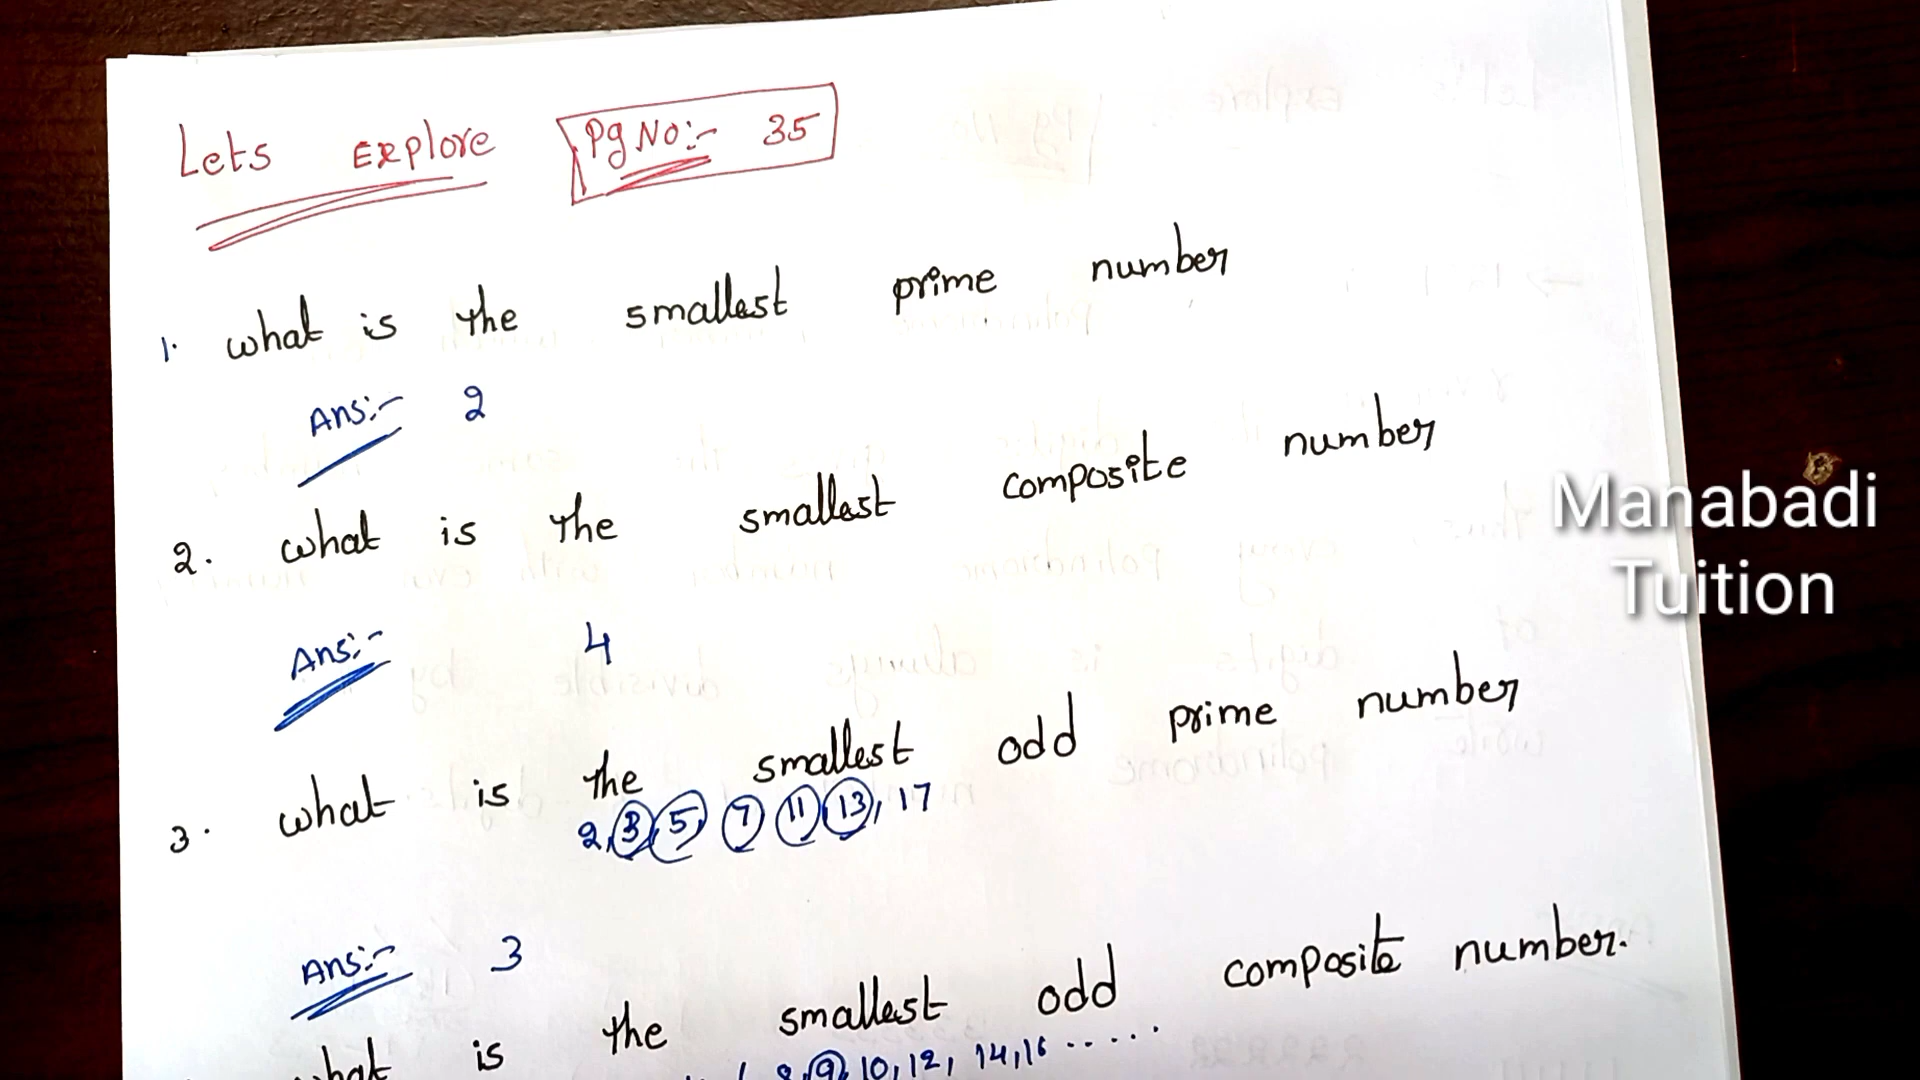 Lets Explore Pg No:- 35
1. what is the smallest prime number
Ans:- 2
2. what is the smallest composite number
Ans:- 4
3. what is the smallest odd prime number
2, 3, 5, 7 11 13, 17
Ans:- 3
what is the smallest odd composite number.
8, 9, 10, 12, 14, 16 .....
Manabadi
Tuition